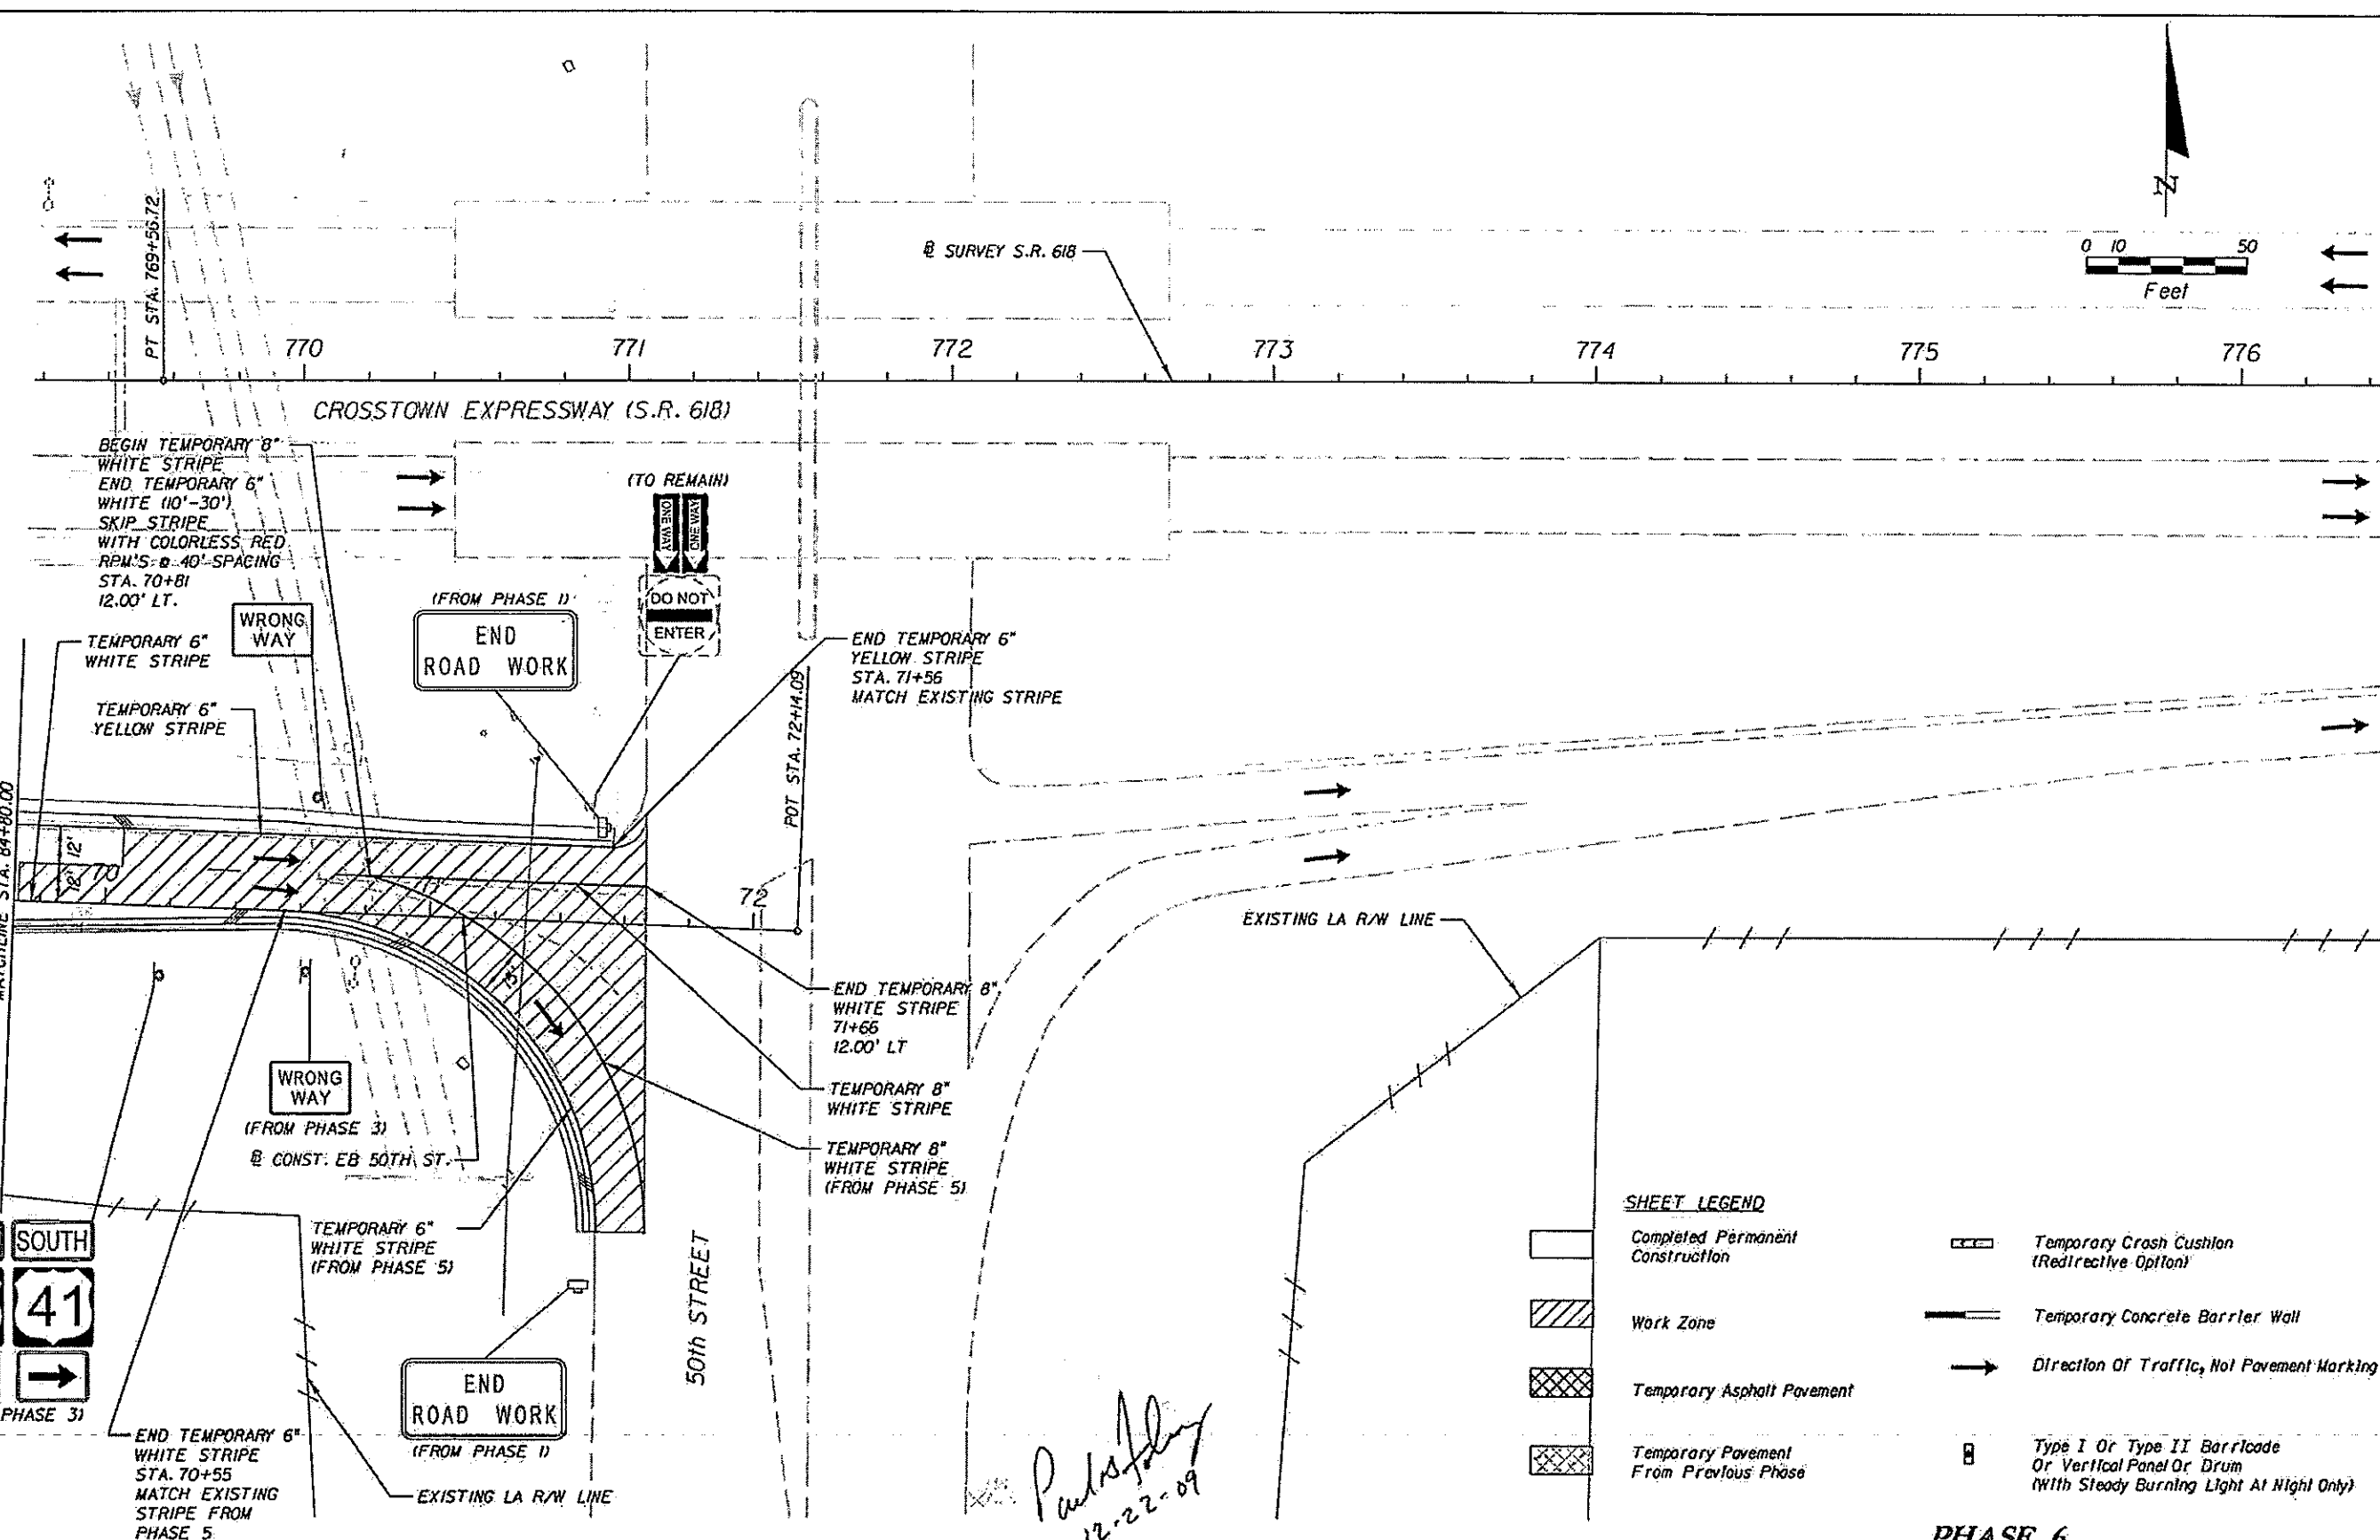 PT STA. 769+56.72
770
771
772
773
774
775
776
CROSSTOWN EXPRESSWAY (S.R. 618)
℄ SURVEY S.R. 618
N
0 10 50
Feet
BEGIN TEMPORARY 8"
WHITE STRIPE
END TEMPORARY 6"
WHITE (10'-30')
SKIP STRIPE
WITH COLORLESS RED
RPM'S @ 40' SPACING
STA. 70+81
12.00' LT.
(TO REMAIN)
ONE WAY
ONE WAY
DO NOT
ENTER
WRONG
WAY
(FROM PHASE 1)
END
ROAD WORK
TEMPORARY 6"
WHITE STRIPE
TEMPORARY 6"
YELLOW STRIPE
END TEMPORARY 6"
YELLOW STRIPE
STA. 71+56
MATCH EXISTING STRIPE
POT STA. 72+14.09
MATCHLINE STA. 84+80.00
12'
12'
70
71
72
15'
EXISTING LA R/W LINE
END TEMPORARY 8"
WHITE STRIPE
71+66
12.00' LT
TEMPORARY 8"
WHITE STRIPE
TEMPORARY 8"
WHITE STRIPE
(FROM PHASE 5)
WRONG
WAY
(FROM PHASE 3)
℄ CONST. EB 50TH ST.
TEMPORARY 6"
WHITE STRIPE
(FROM PHASE 5)
SOUTH
41
PHASE 3)
50th STREET
END
ROAD WORK
(FROM PHASE 1)
END TEMPORARY 6"
WHITE STRIPE
STA. 70+55
MATCH EXISTING
STRIPE FROM
PHASE 5
EXISTING LA R/W LINE
12-22-09
SHEET LEGEND
Completed Permanent
Construction
Work Zone
Temporary Asphalt Pavement
Temporary Pavement
From Previous Phase
Temporary Crash Cushion
(Redirective Option)
Temporary Concrete Barrier Wall
Direction Of Traffic, Not Pavement Marking
Type I Or Type II Barricade
Or Vertical Panel Or Drum
(With Steady Burning Light At Night Only)
PHASE 6